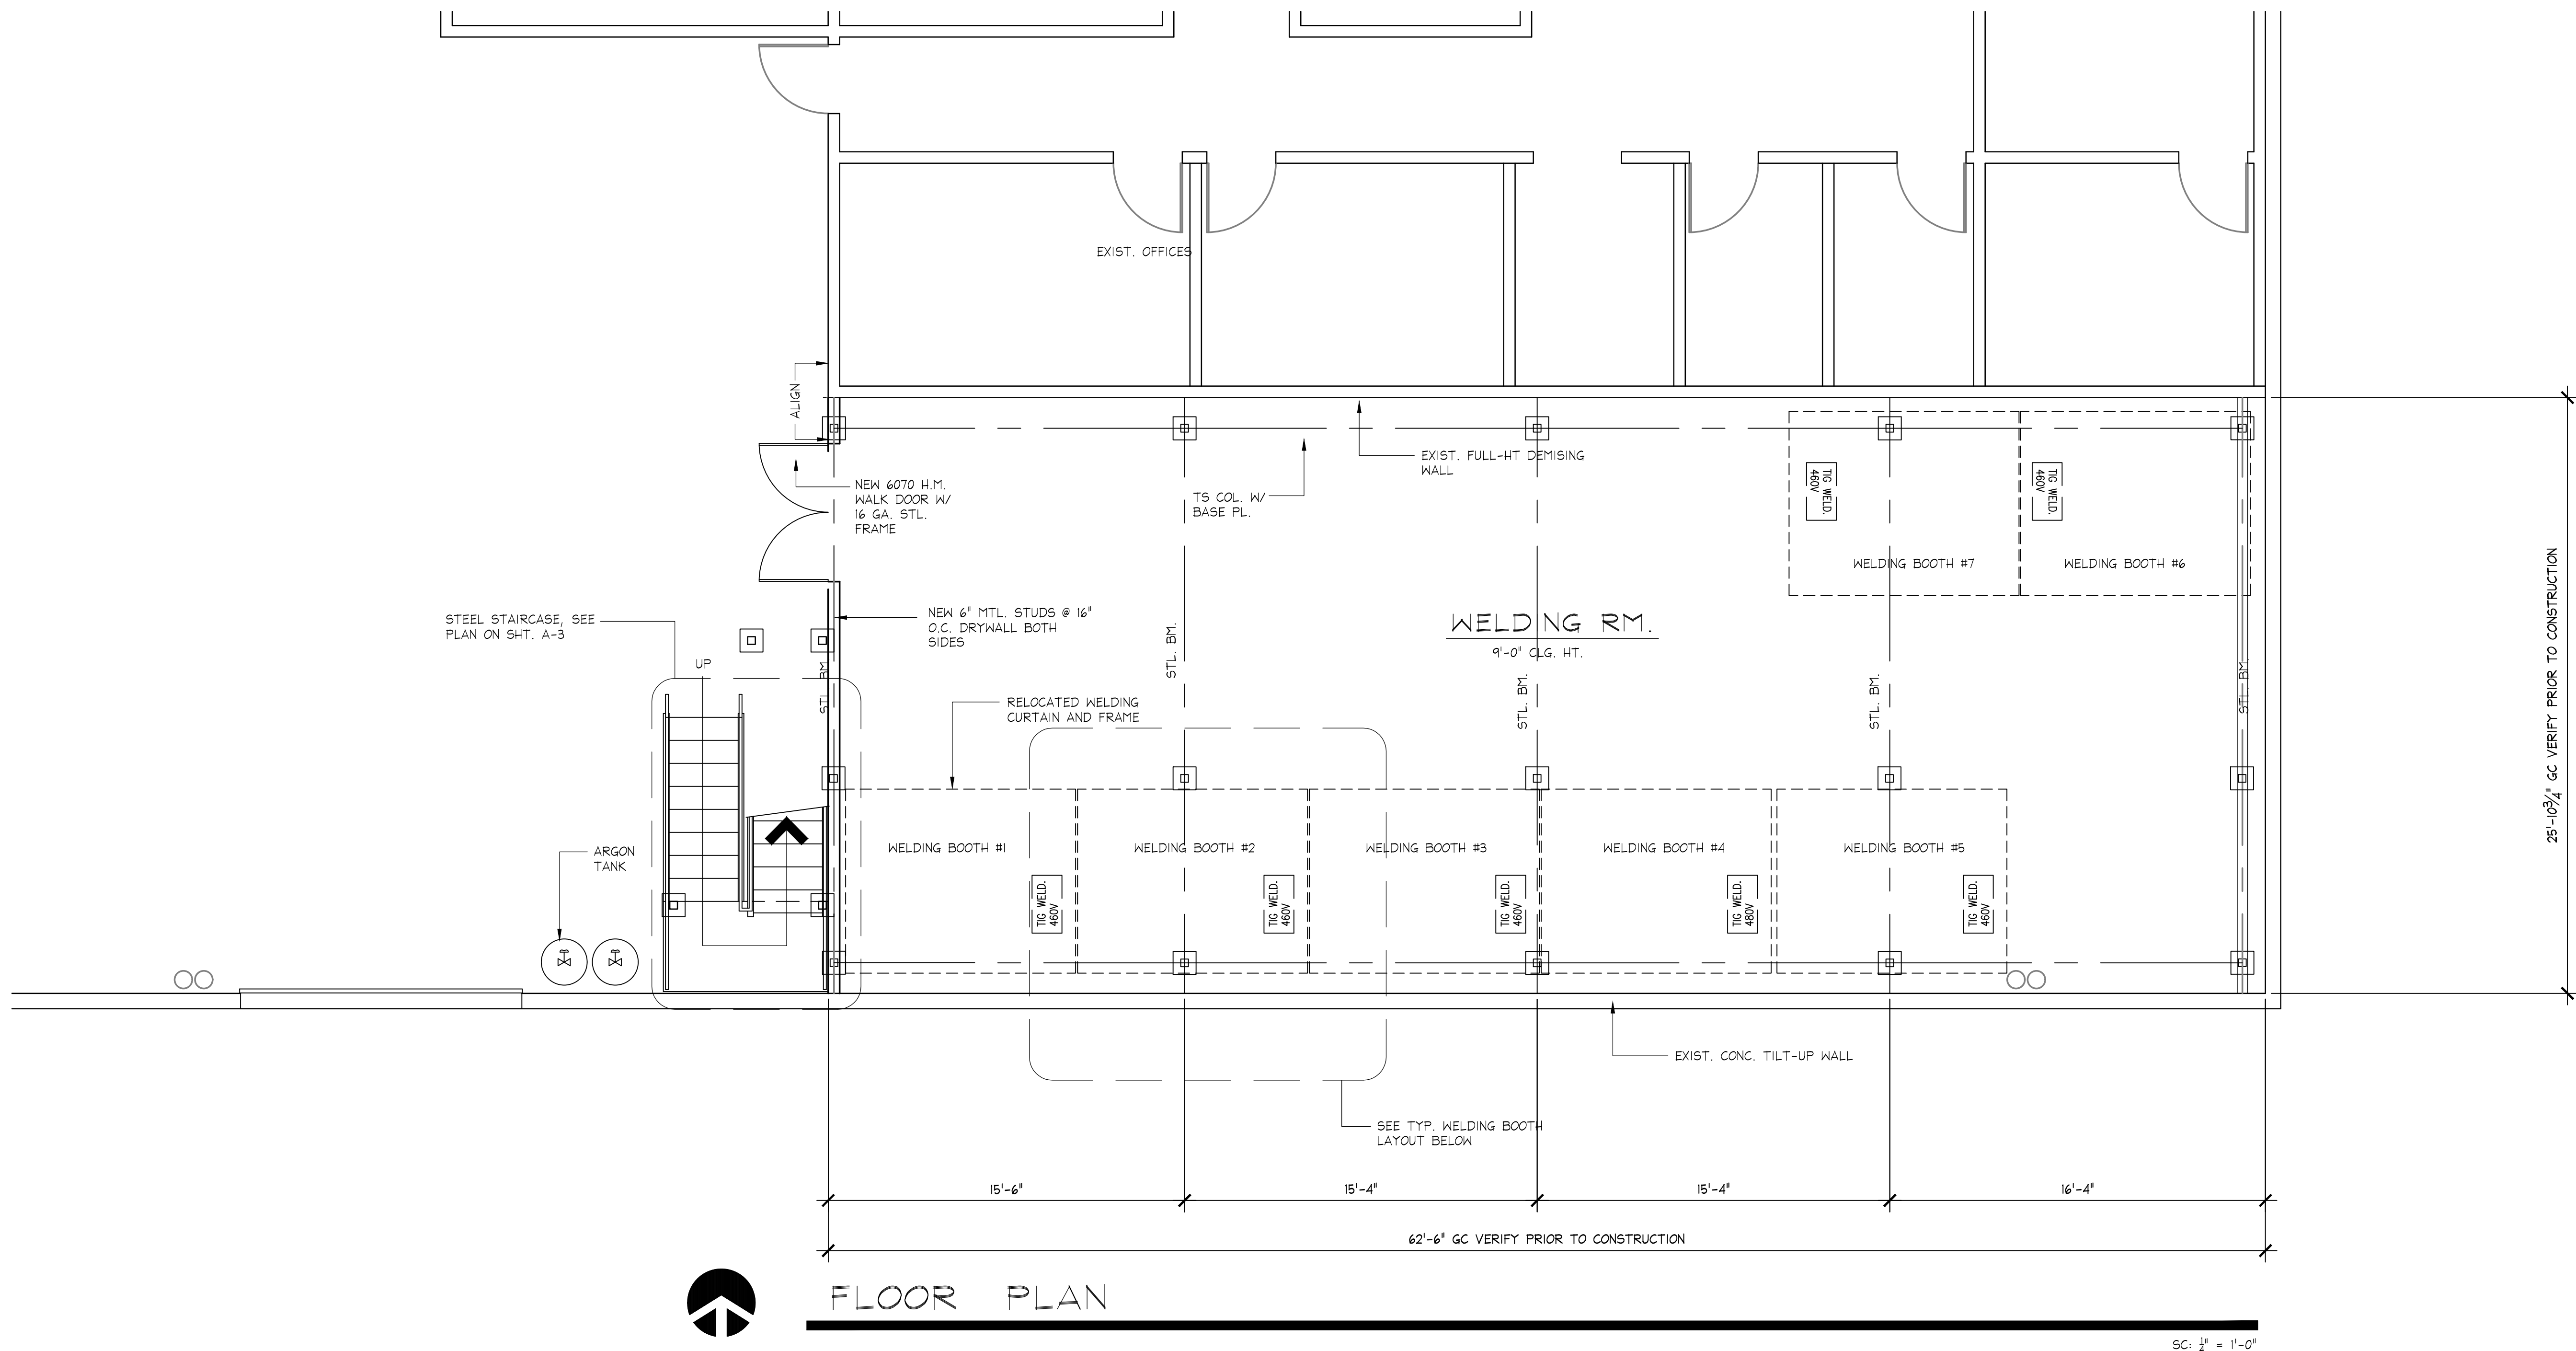 EXIST. OFFICES
ALIGN
NEW 6070 H.M.
WALK DOOR W/
16 GA. STL.
FRAME
TS COL. W/
BASE PL.
EXIST. FULL-HT DEMISING
WALL
TIG WELD.
460V
TIG WELD.
460V
WELDING BOOTH #7
WELDING BOOTH #6
STEEL STAIRCASE, SEE
PLAN ON SHT. A-3
NEW 6" MTL. STUDS @ 16"
O.C. DRYWALL BOTH
SIDES
WELDING RM.
9'-0" CLG. HT.
UP
STL. BM.
STL. BM.
STL. BM.
STL. BM.
STL. BM.
25'-10¾" GC VERIFY PRIOR TO CONSTRUCTION
RELOCATED WELDING
CURTAIN AND FRAME
ARGON
TANK
WELDING BOOTH #1
WELDING BOOTH #2
WELDING BOOTH #3
WELDING BOOTH #4
WELDING BOOTH #5
TIG WELD.
460V
TIG WELD.
460V
TIG WELD.
460V
TIG WELD.
480V
TIG WELD.
460V
EXIST. CONC. TILT-UP WALL
SEE TYP. WELDING BOOTH
LAYOUT BELOW
15'-6"
15'-4"
15'-4"
16'-4"
62'-6" GC VERIFY PRIOR TO CONSTRUCTION
FLOOR PLAN
SC: ¼" = 1'-0"